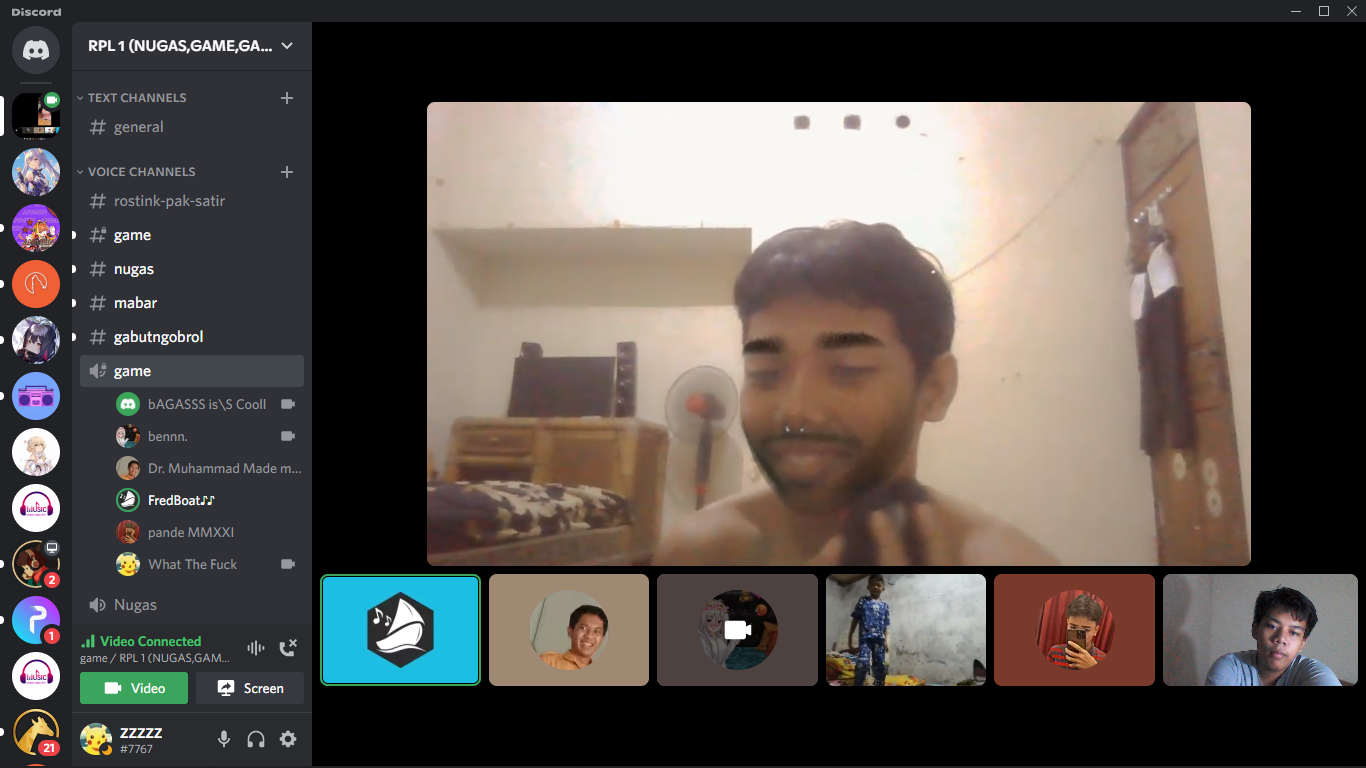 Discord
RPL 1 (NUGAS,GAME,GA...
TEXT CHANNELS
general
VOICE CHANNELS
rostink-pak-satir
game
nugas
mabar
gabutngobrol
game
bAGASSS is\S Cooll
bennn.
Dr. Muhammad Made m...
FredBoat♪♪
pande MMXXI
What The Fuck
Nugas
Video Connected
game / RPL 1 (NUGAS,GAM...
Video
Screen
zzzzz
#7767
MUSIC
2
1
MUSIC
21